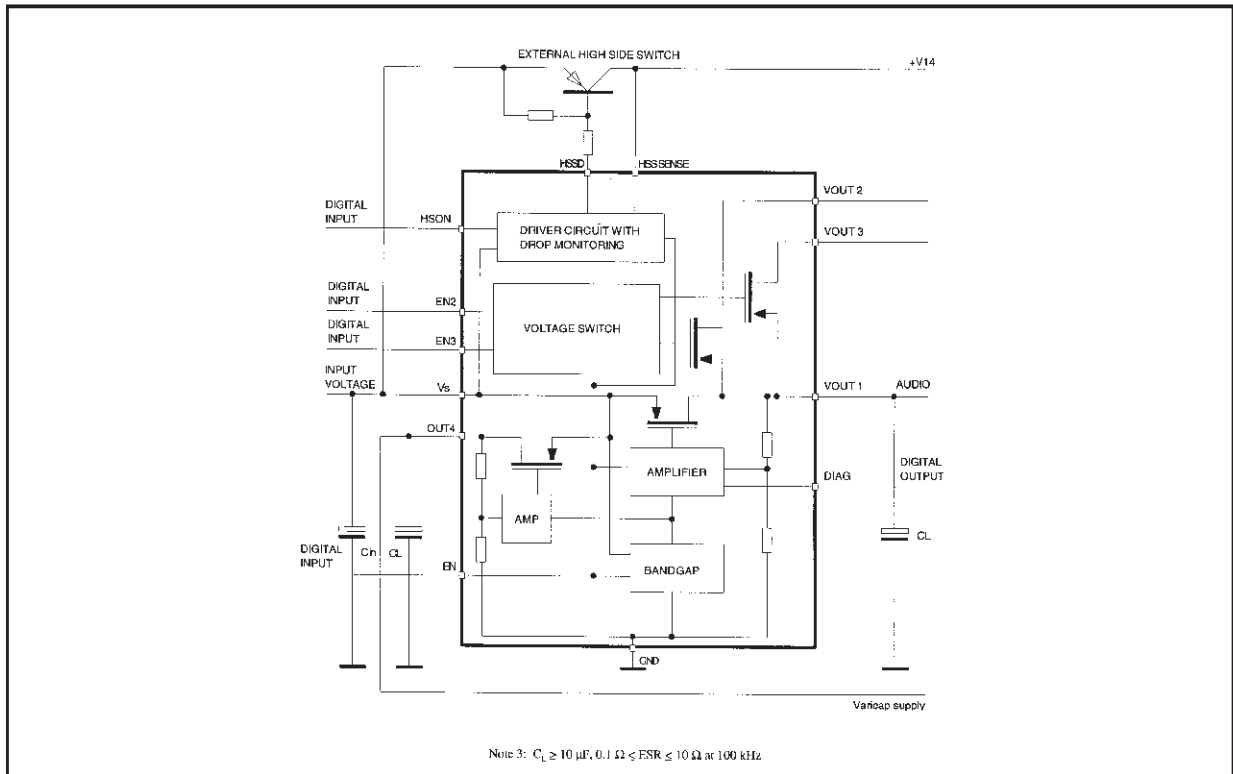 EXTERNAL HIGH SIDE SWITCH
+V14
HSSD
HSSSENSE
VOUT 2
DIGITAL
INPUT
HSON
DRIVER CIRCUIT WITH
DROP MONITORING
VOUT 3
DIGITAL
INPUT
EN2
DIGITAL
INPUT
EN3
VOLTAGE SWITCH
INPUT
VOLTAGE
Vs
VOUT 1
AUDIO
OUT4
AMPLIFIER
DIGITAL
OUTPUT
DIAG
AMP
DIGITAL
INPUT
Cin
CL
CL
EN
BANDGAP
GND
Varicap supply
Note 3: CL ≥ 10 µF, 0.1 Ω ≤ ESR ≤ 10 Ω at 100 kHz